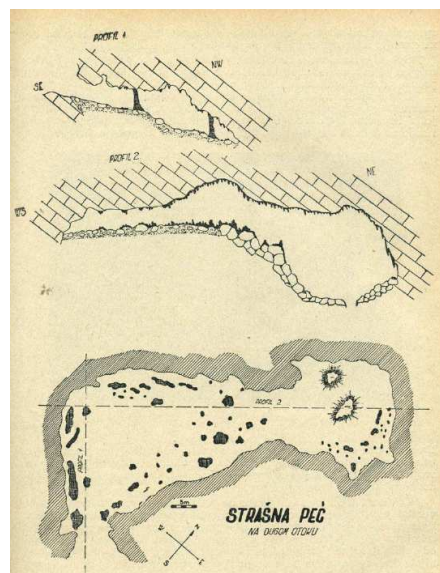 PROFIL 1
NW
SE
PROFIL 2
NE
PROFIL 2
PROFIL 1
5m
STRAŠNA PEĆ
NA DUGOM OTOKU
N
E
S